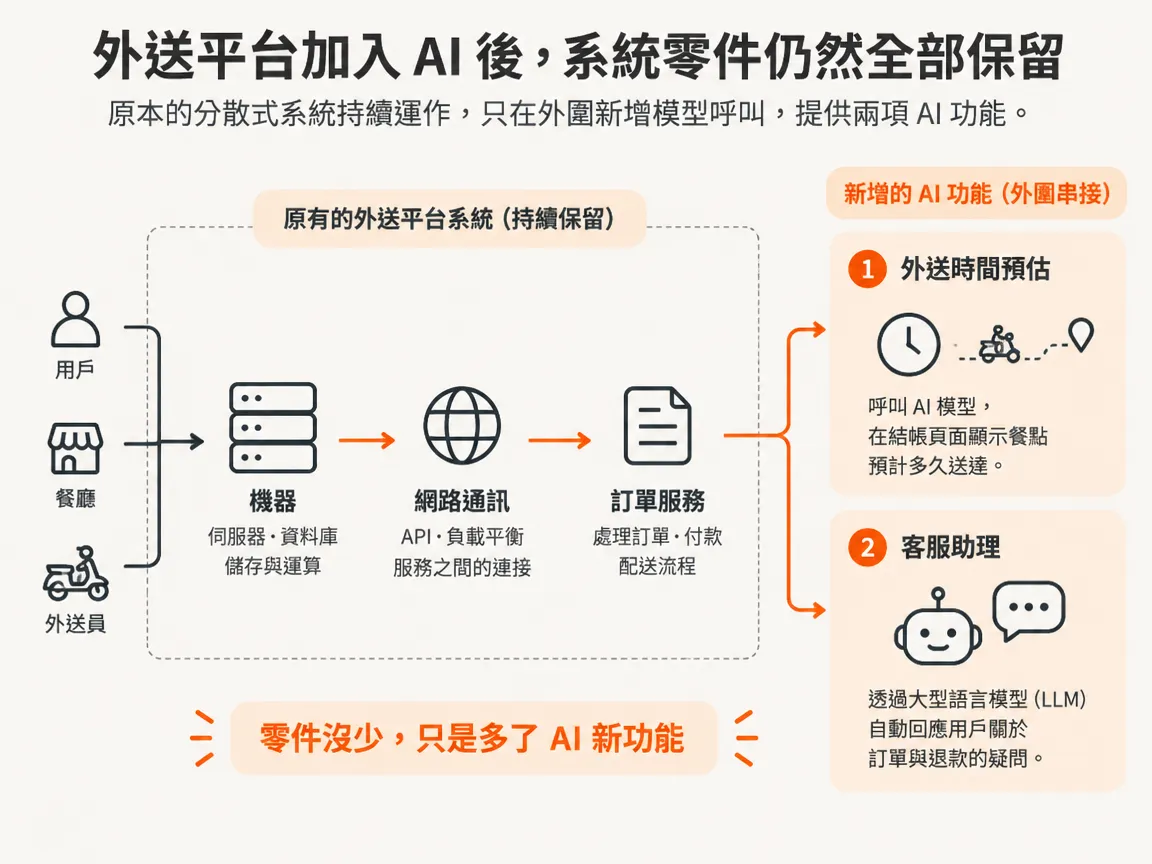 外送平台加入 AI 後，系統零件仍然全部保留
原本的分散式系統持續運作，只在外圍新增模型呼叫，提供兩項 AI 功能。
原有的外送平台系統（持續保留）
用戶
餐廳
外送員
機器
伺服器·資料庫
儲存與運算
網路通訊
API·負載平衡
服務之間的連接
訂單服務
處理訂單·付款
配送流程
新增的 AI 功能（外圍串接）
1 外送時間預估
呼叫 AI 模型，
在結帳頁面顯示餐點
預計多久送達。
2 客服助理
透過大型語言模型 (LLM)
自動回應用戶關於
訂單與退款的疑問。
零件沒少，只是多了 AI 新功能